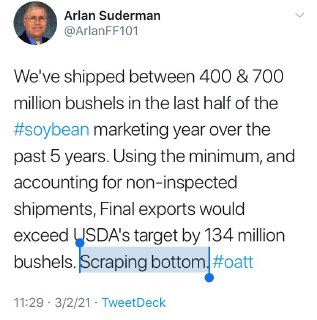 Arlan Suderman
@ArlanFF101
We've shipped between 400 & 700
million bushels in the last half of the
#soybean marketing year over the
past 5 years. Using the minimum, and
accounting for non-inspected
shipments, Final exports would
exceed USDA's target by 134 million
bushels. Scraping bottom. #oatt
11:29 · 3/2/21 · TweetDeck